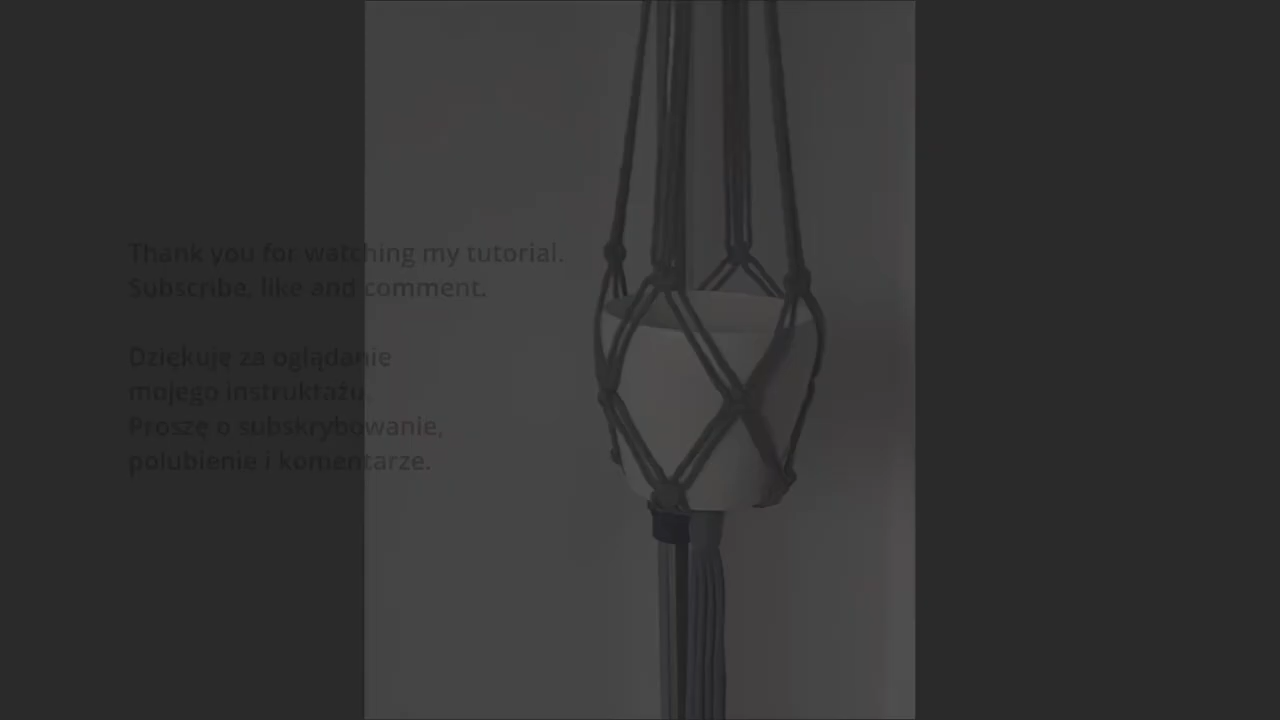 Thank you for watching my tutorial.
Subscribe, like and comment.
Dziękuję za oglądanie
mojego instruktażu.
Proszę o subskrybowanie,
polubienie i komentarze.